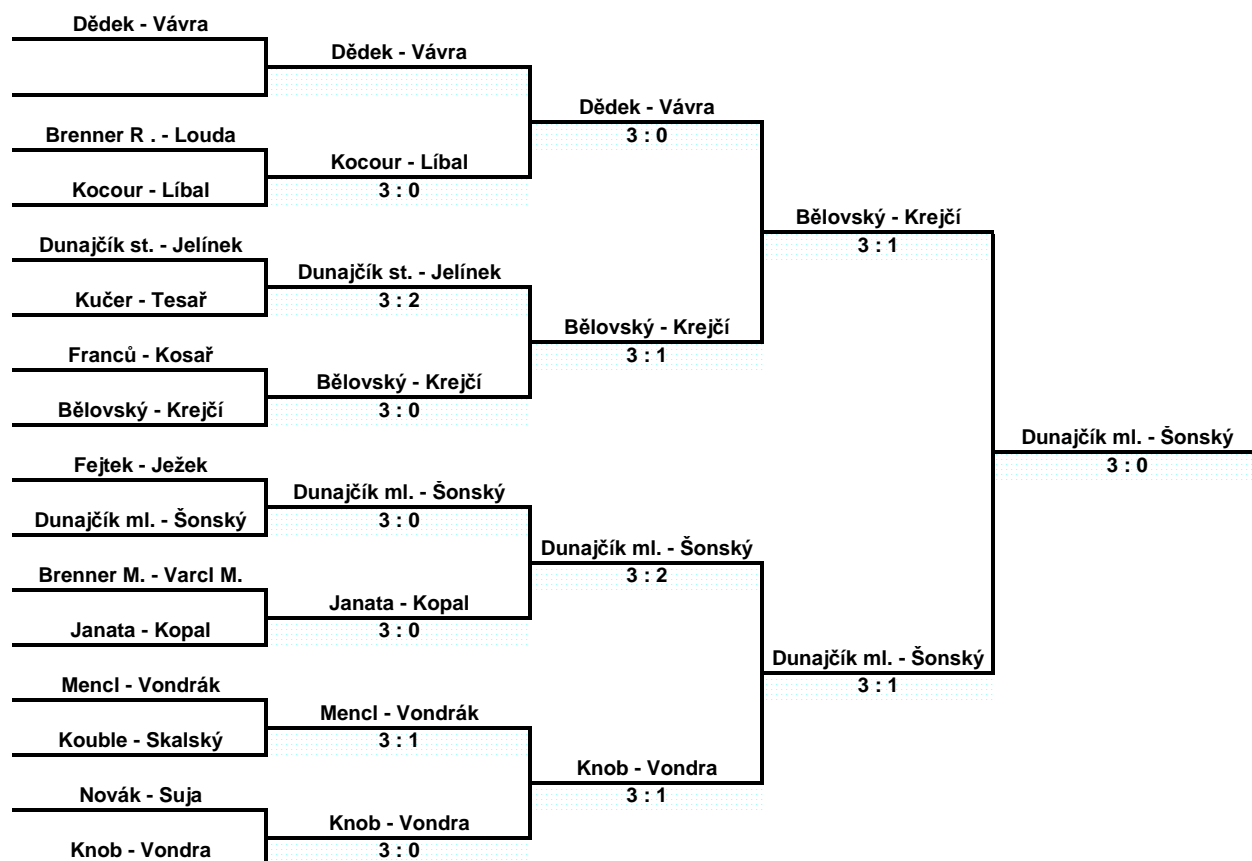 Dědek - Vávra
Dědek - Vávra
Dědek - Vávra
3 : 0
Brenner R . - Louda
Kocour - Líbal
3 : 0
Kocour - Líbal
Bělovský - Krejčí
3 : 1
Dunajčík st. - Jelínek
Dunajčík st. - Jelínek
3 : 2
Kučer - Tesař
Bělovský - Krejčí
3 : 1
Franců - Kosař
Bělovský - Krejčí
3 : 0
Bělovský - Krejčí
Dunajčík ml. - Šonský
3 : 0
Fejtek - Ježek
Dunajčík ml. - Šonský
3 : 0
Dunajčík ml. - Šonský
Dunajčík ml. - Šonský
3 : 2
Brenner M. - Varcl M.
Janata - Kopal
3 : 0
Janata - Kopal
Dunajčík ml. - Šonský
3 : 1
Mencl - Vondrák
Mencl - Vondrák
3 : 1
Kouble - Skalský
Knob - Vondra
3 : 1
Novák - Suja
Knob - Vondra
3 : 0
Knob - Vondra